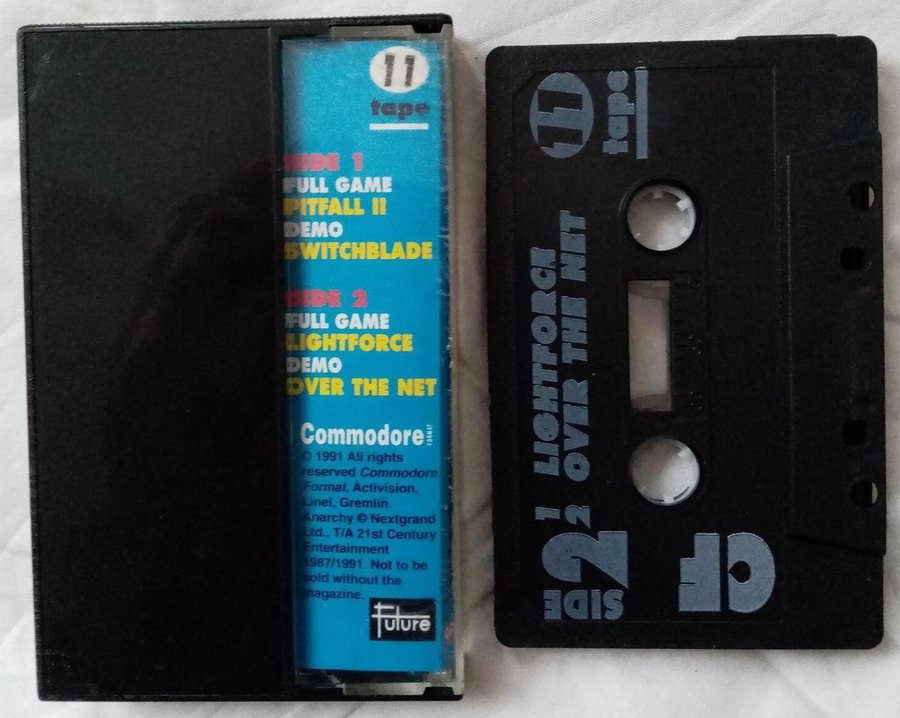 11
tape
SIDE 1
FULL GAME
PITFALL II
DEMO
SWITCHBLADE
SIDE 2
FULL GAME
LIGHTFORCE
DEMO
OVER THE NET
Commodore
FORMAT
© 1991 All rights
reserved Commodore
Format, Activision,
Linel, Gremlin.
Anarchy © Nextgrand
Ltd., T/A 21st Century
Entertainment
1987/1991. Not to be
sold without the
magazine.
Future
11
tape
1 LIGHTFORCE
2 OVER THE NET
SIDE 2
CF